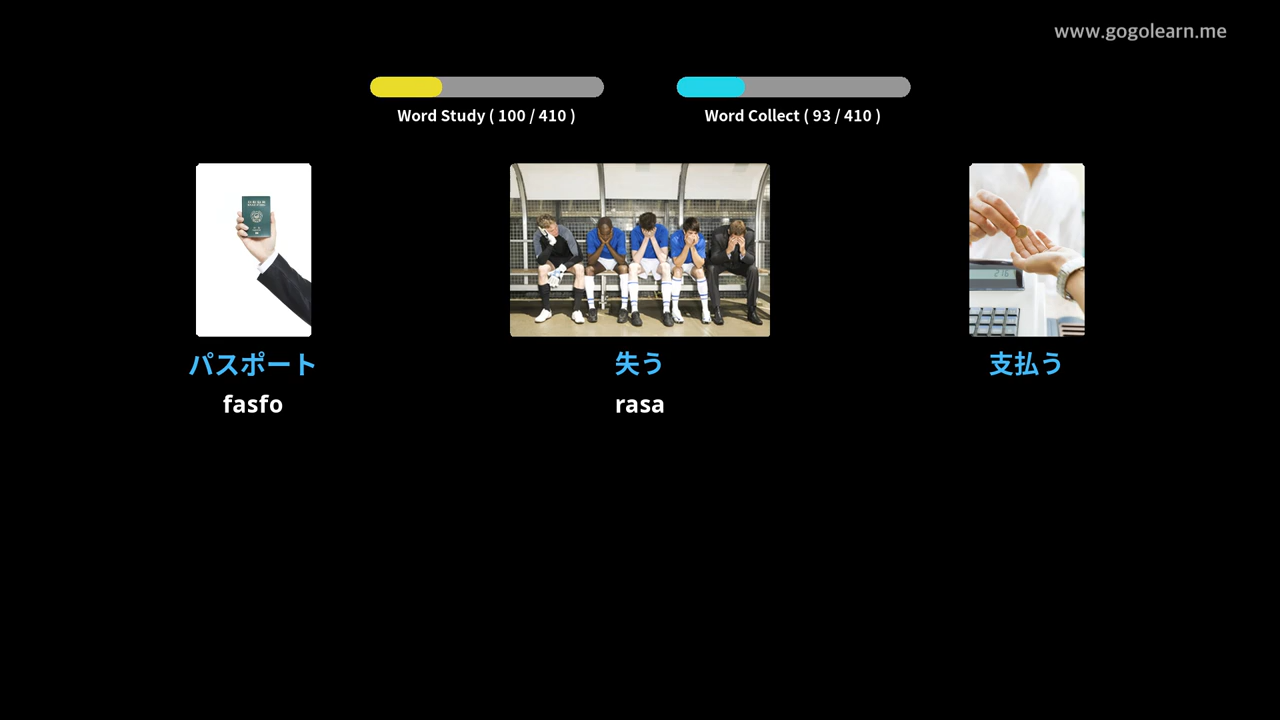 www.gogolearn.me
Word Study ( 100 / 410 )
Word Collect ( 93 / 410 )
パスポート
fasfo
失う
rasa
支払う